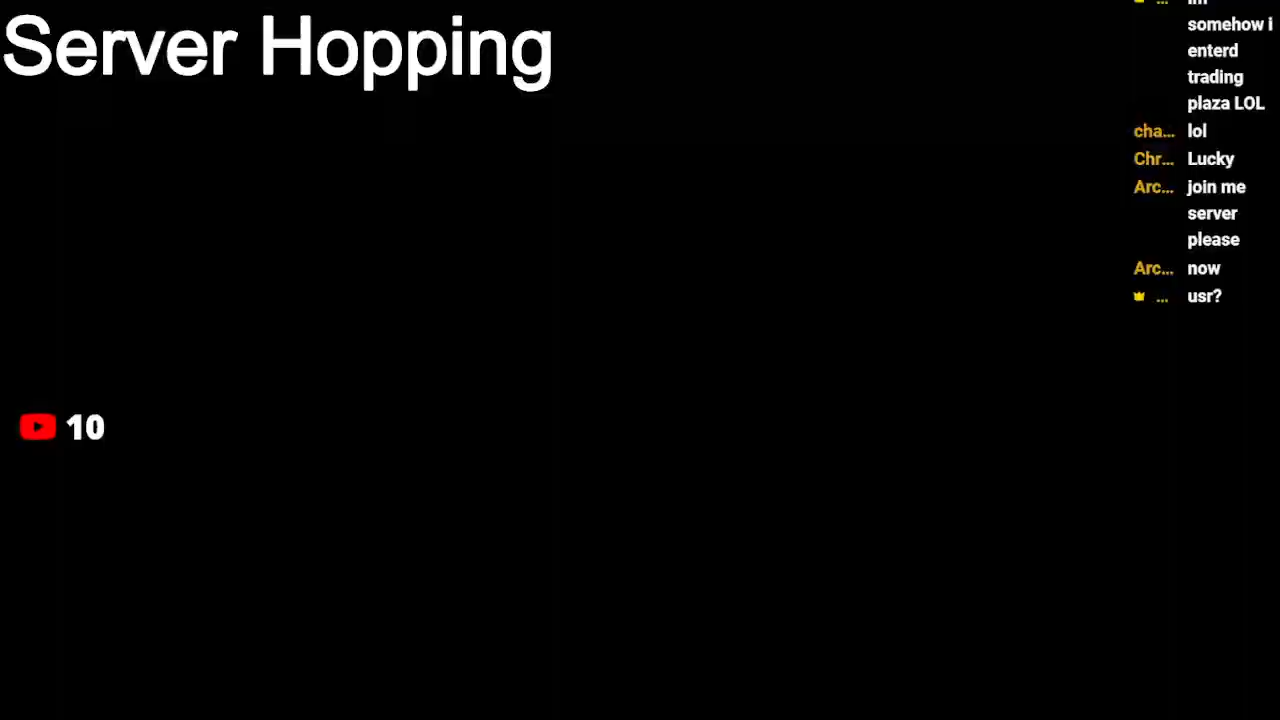 Server Hopping
somehow i
enterd
trading
plaza LOL
cha... lol
Chr... Lucky
Arc... join me
server
please
Arc... now
... usr?
10